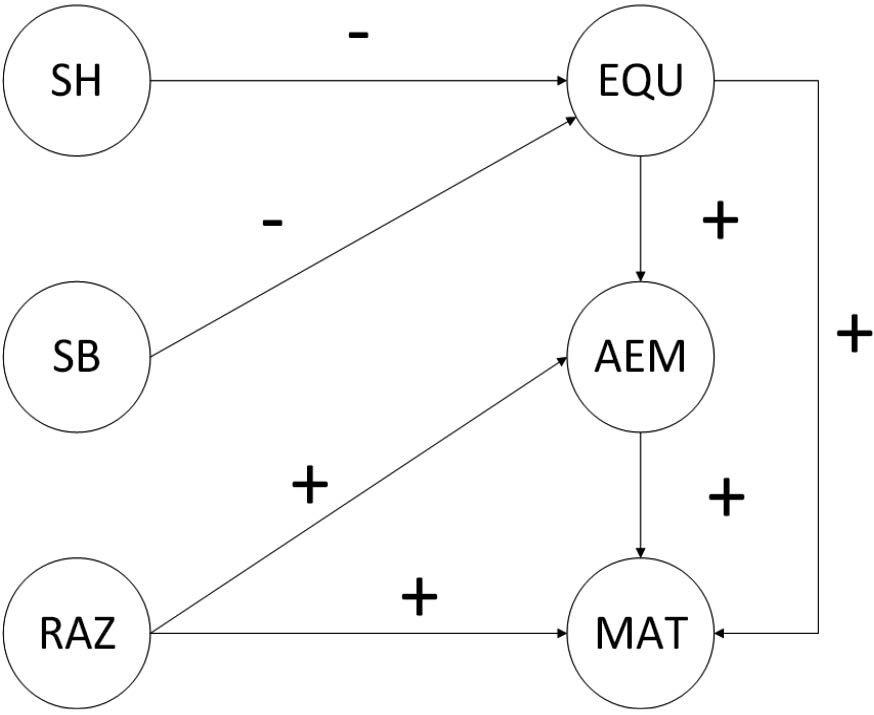 -
SH
EQU
-
+
+
SB
AEM
+
+
+
RAZ
MAT